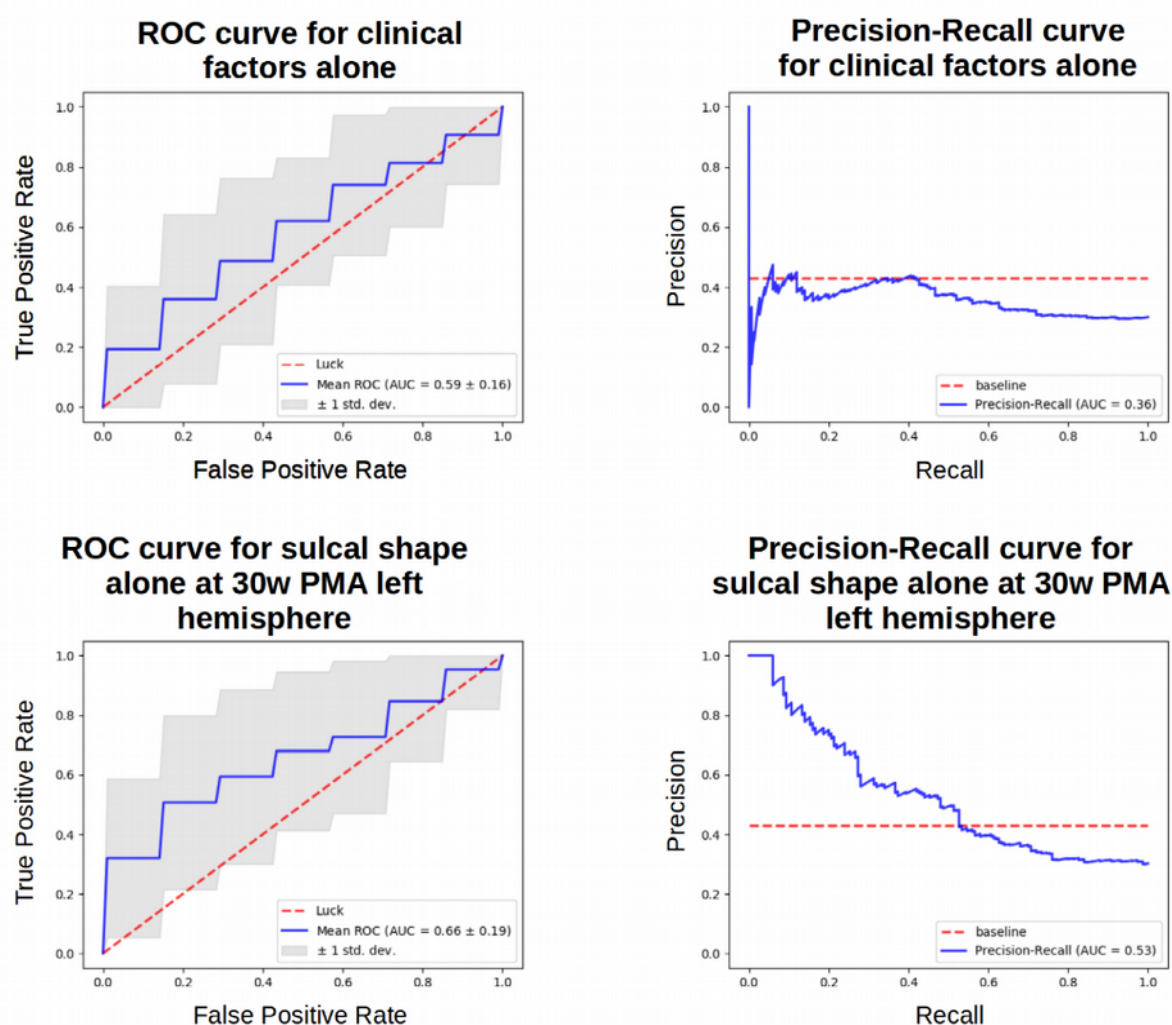 ROC curve for clinical
factors alone
True Positive Rate
1.0
0.8
0.6
0.4
0.2
0.0
Luck
Mean ROC (AUC = 0.59 ± 0.16)
± 1 std. dev.
0.0 0.2 0.4 0.6 0.8 1.0
False Positive Rate
Precision-Recall curve
for clinical factors alone
Precision
1.0
0.8
0.6
0.4
0.2
0.0
baseline
Precision-Recall (AUC = 0.36)
0.0 0.2 0.4 0.6 0.8 1.0
Recall
ROC curve for sulcal shape
alone at 30w PMA left
hemisphere
True Positive Rate
1.0
0.8
0.6
0.4
0.2
0.0
Luck
Mean ROC (AUC = 0.66 ± 0.19)
± 1 std. dev.
0.0 0.2 0.4 0.6 0.8 1.0
False Positive Rate
Precision-Recall curve for
sulcal shape alone at 30w PMA
left hemisphere
Precision
1.0
0.8
0.6
0.4
0.2
0.0
baseline
Precision-Recall (AUC = 0.53)
0.0 0.2 0.4 0.6 0.8 1.0
Recall